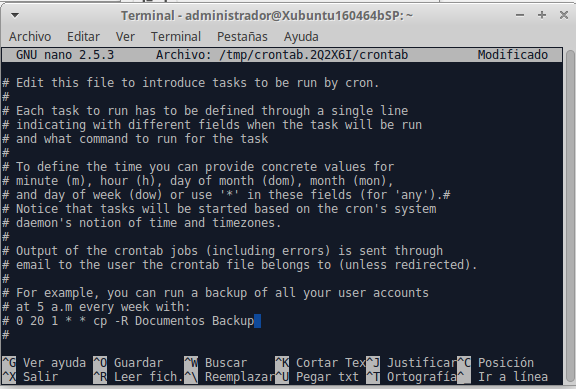 Terminal - administrador@Xubuntu160464bSP: ~
Archivo Editar Ver Terminal Pestañas Ayuda
GNU nano 2.5.3 Archivo: /tmp/crontab.2Q2X6I/crontab Modificado
# Edit this file to introduce tasks to be run by cron.
#
# Each task to run has to be defined through a single line
# indicating with different fields when the task will be run
# and what command to run for the task
#
# To define the time you can provide concrete values for
# minute (m), hour (h), day of month (dom), month (mon),
# and day of week (dow) or use '*' in these fields (for 'any').#
# Notice that tasks will be started based on the cron's system
# daemon's notion of time and timezones.
#
# Output of the crontab jobs (including errors) is sent through
# email to the user the crontab file belongs to (unless redirected).
#
# For example, you can run a backup of all your user accounts
# at 5 a.m every week with:
# 0 20 1 * * cp -R Documentos Backup
#
^G Ver ayuda ^O Guardar ^W Buscar ^K Cortar Tex^J Justificar^C Posición
^X Salir ^R Leer fich.^\ Reemplazar^U Pegar txt ^T Ortografía^_ Ir a línea